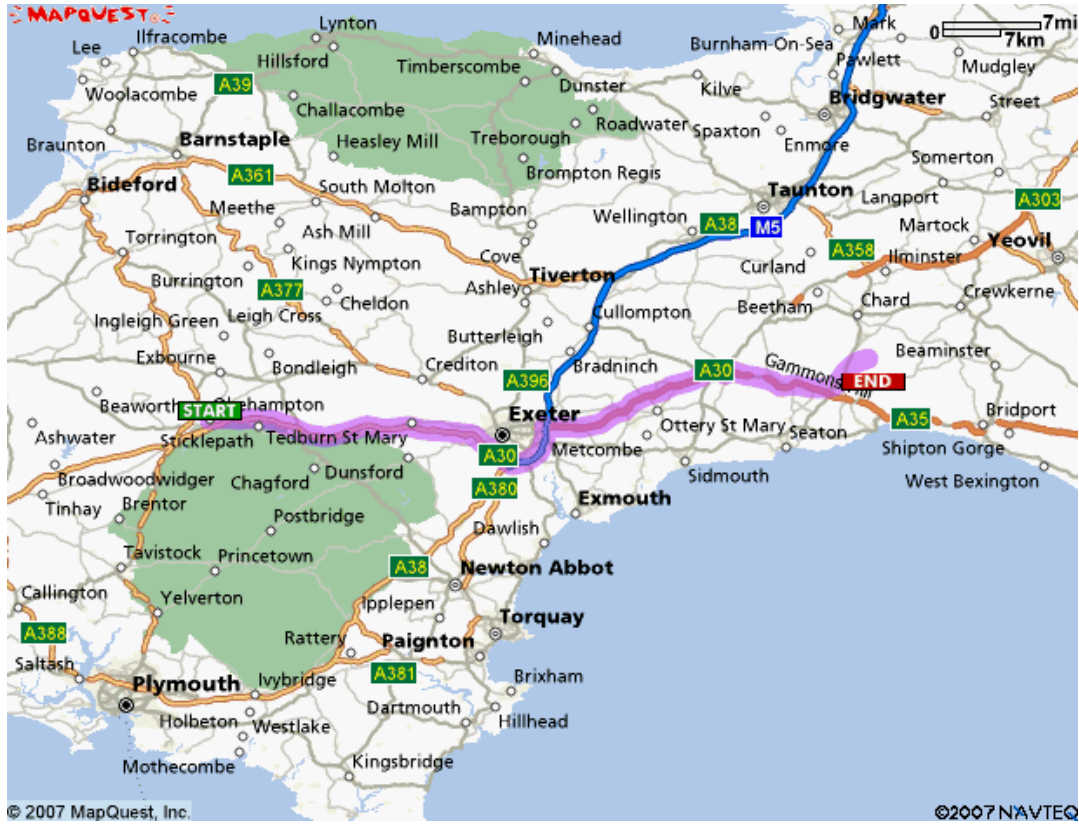 MAPQUEST
Lynton
Mark
7mi
Ilfracombe
Minehead
Burnham-On-Sea
0
7km
Lee
Hillsford
Pawlett
Mudgley
Timberscombe
A39
Dunster
Kilve
Woolacombe
Challacombe
Bridgwater
Street
Treborough
Roadwater
Spaxton
Barnstaple
Heasley Mill
Enmore
Braunton
Somerton
Brompton Regis
A361
Bideford
South Molton
Taunton
Langport
A303
Meethe
Bampton
Wellington
A38
M5
Martock
Torrington
Ash Mill
Yeovil
Cove
A358
Kings Nympton
Ilminster
Burrington
Tiverton
Curland
A377
Ashley
Cheldon
Beetham
Chard
Crewkerne
Leigh Cross
Ingleigh Green
Cullompton
Butterleigh
Exbourne
Bondleigh
Crediton
Bradninch
Beaminster
A30
Gammons
A396
END
Beaworth
START
Exeter
A35
Bridport
Ashwater
Ottery St Mary
Sticklepath
Tedburn St Mary
Seaton
A30
Metcombe
Shipton Gorge
Dunsford
Broadwoodwidger
Chagford
Sidmouth
West Bexington
A380
Tinhay
Brentor
Exmouth
Postbridge
Dawlish
Tavistock
Princetown
A38
Newton Abbot
Callington
Yelverton
Ipplepen
Torquay
A388
Rattery
Paignton
Saltash
A381
Plymouth
Ivybridge
Brixham
Dartmouth
Holbeton
Westlake
Hillhead
Mothecombe
Kingsbridge
© 2007 MapQuest, Inc.
©2007 NAVTEQ